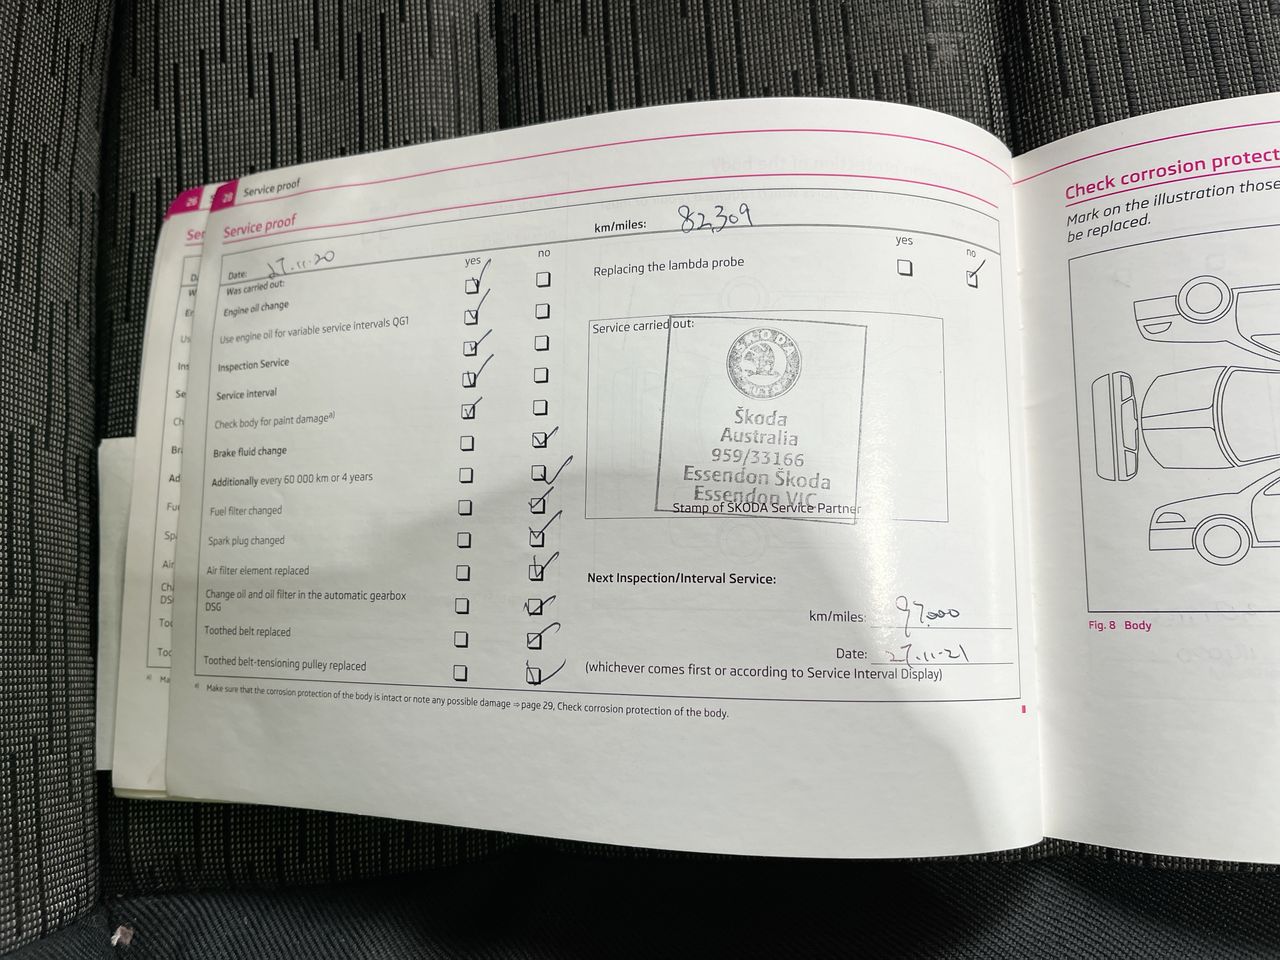 26
28 Service proof
Service proof
Date: 27.11.20
km/miles: 82,309
Was carried out:
yes
no
Engine oil change
Use engine oil for variable service intervals QG1
Inspection Service
Service interval
Check body for paint damage a)
Brake fluid change
Additionally every 60 000 km or 4 years
Fuel filter changed
Spark plug changed
Air filter element replaced
Change oil and oil filter in the automatic gearbox
DSG
Toothed belt replaced
Toothed belt-tensioning pulley replaced
yes
no
Replacing the lambda probe
Service carried out:
ŠKODA
Škoda
Australia
959/33166
Essendon Škoda
Essendon VIC
Stamp of ŠKODA Service Partner
Next Inspection/Interval Service:
km/miles: 97,000
Date: 27.11.21
(whichever comes first or according to Service Interval Display)
a) Make sure that the corrosion protection of the body is intact or note any possible damage ⇒ page 29, Check corrosion protection of the body.
Check corrosion protect
Mark on the illustration those
be replaced.
Fig. 8 Body